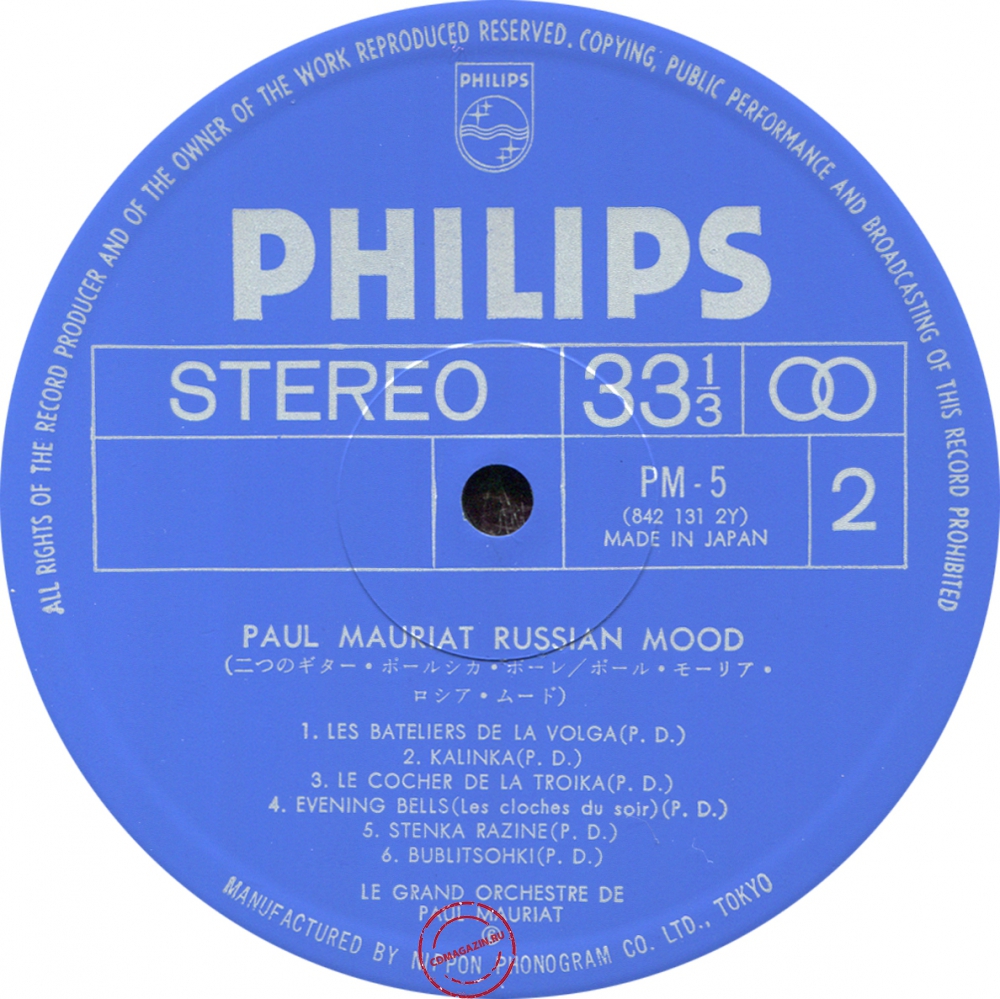 ALL RIGHTS OF THE RECORD PRODUCER AND OF THE OWNER OF THE WORK REPRODUCED RESERVED. COPYING, PUBLIC PERFORMANCE AND BROADCASTING OF THIS RECORD PROHIBITED
PHILIPS
PHILIPS
STEREO
33 1/3
PM - 5
(842 131 2Y)
MADE IN JAPAN
2
PAUL MAURIAT RUSSIAN MOOD
(二つのギター・ポールシカ・ポーレ/ポール・モーリア・
ロシア・ムード)
1. LES BATELIERS DE LA VOLGA(P. D.)
2. KALINKA(P. D.)
3. LE COCHER DE LA TROIKA(P. D.)
4. EVENING BELLS(Les cloches du soir)(P. D.)
5. STENKA RAZINE(P. D.)
6. BUBLITSOHKI(P. D.)
LE GRAND ORCHESTRE DE
PAUL MAURIAT
CDMAGAZIN.RU
MANUFACTURED BY NIPPON PHONOGRAM CO. LTD., TOKYO